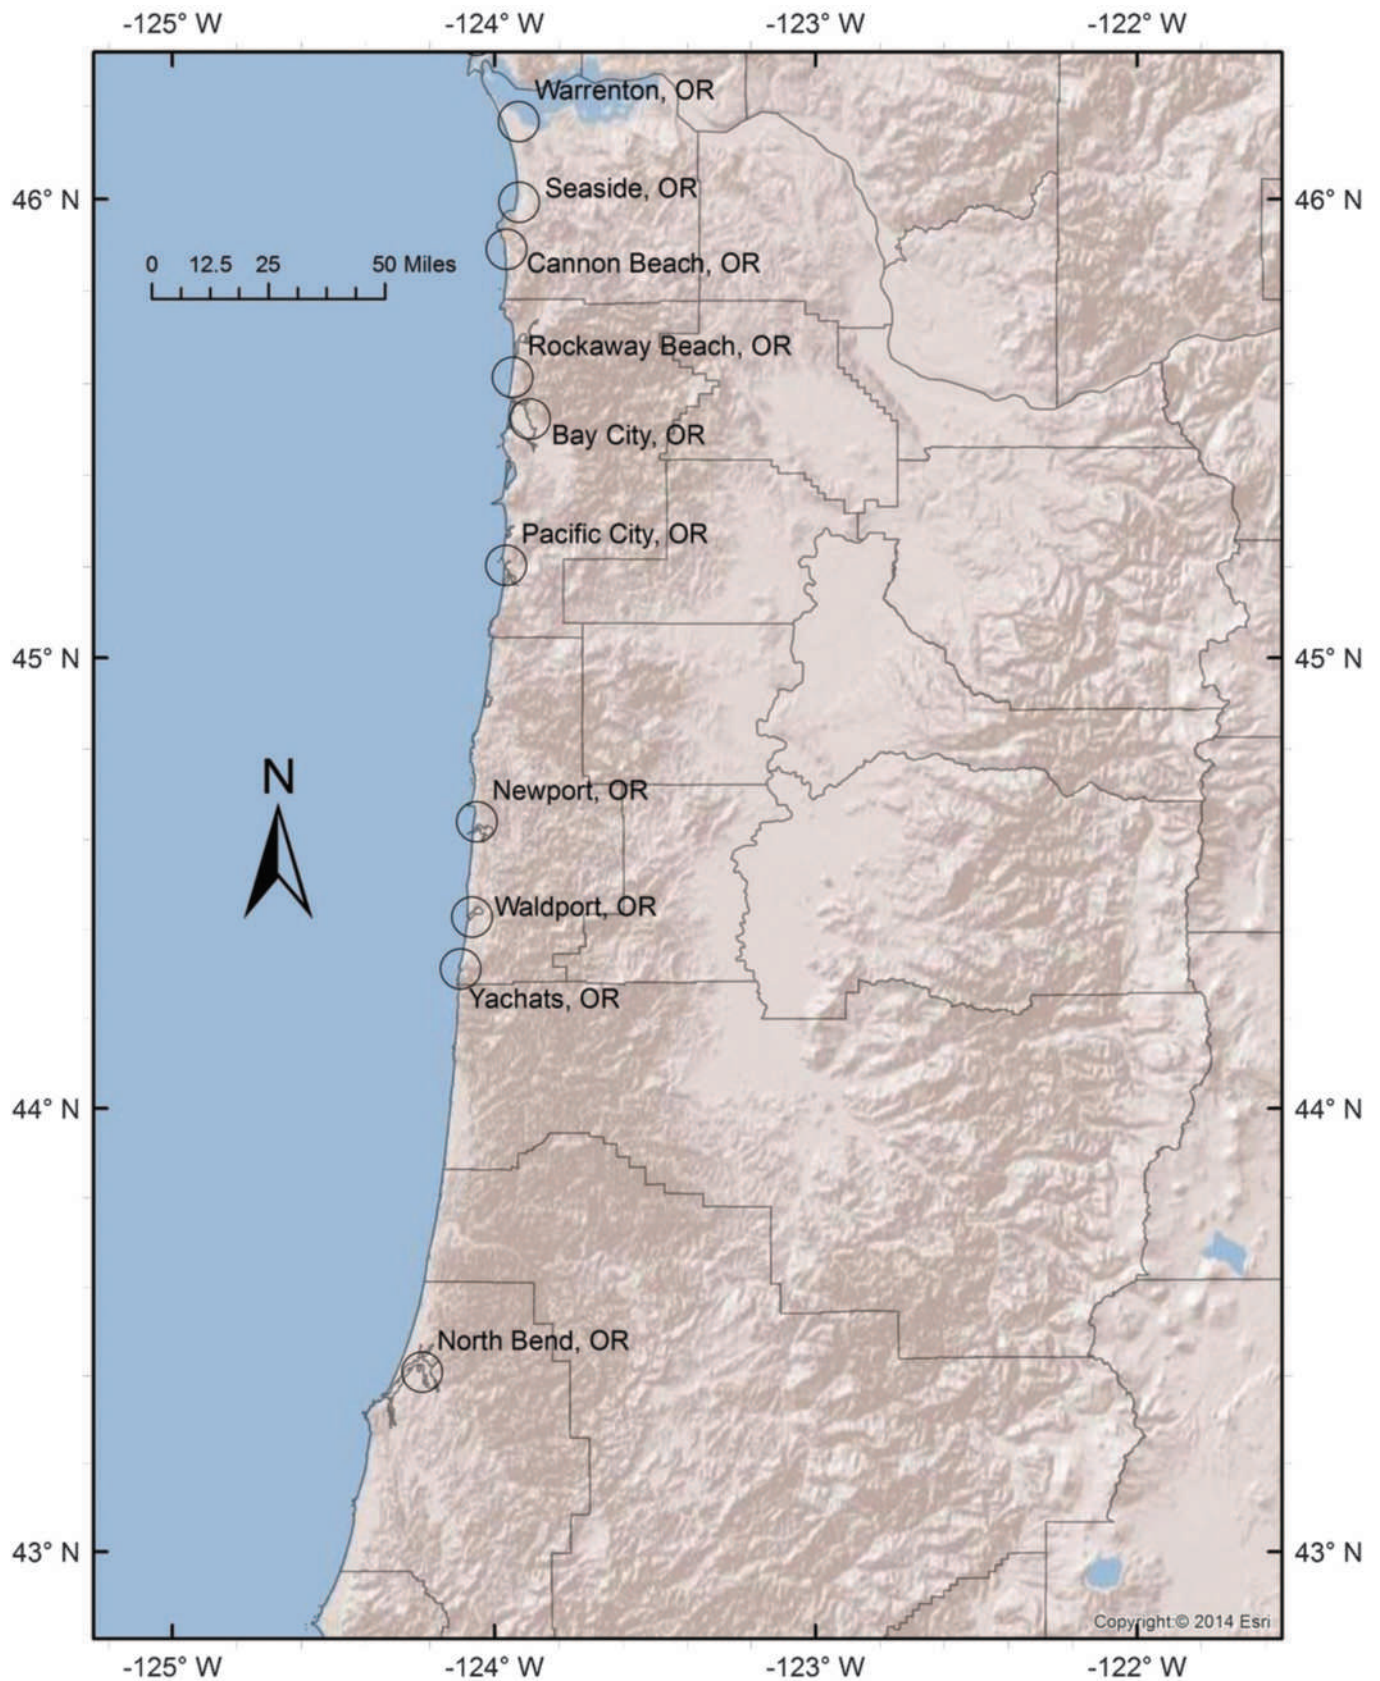 -125° W -124° W -123° W -122° W
Warrenton, OR
Seaside, OR
46° N 46° N
0 12.5 25 50 Miles
Cannon Beach, OR
Rockaway Beach, OR
Bay City, OR
Pacific City, OR
45° N 45° N
N
Newport, OR
Waldport, OR
Yachats, OR
44° N 44° N
North Bend, OR
43° N 43° N
Copyright:© 2014 Esri
-125° W -124° W -123° W -122° W